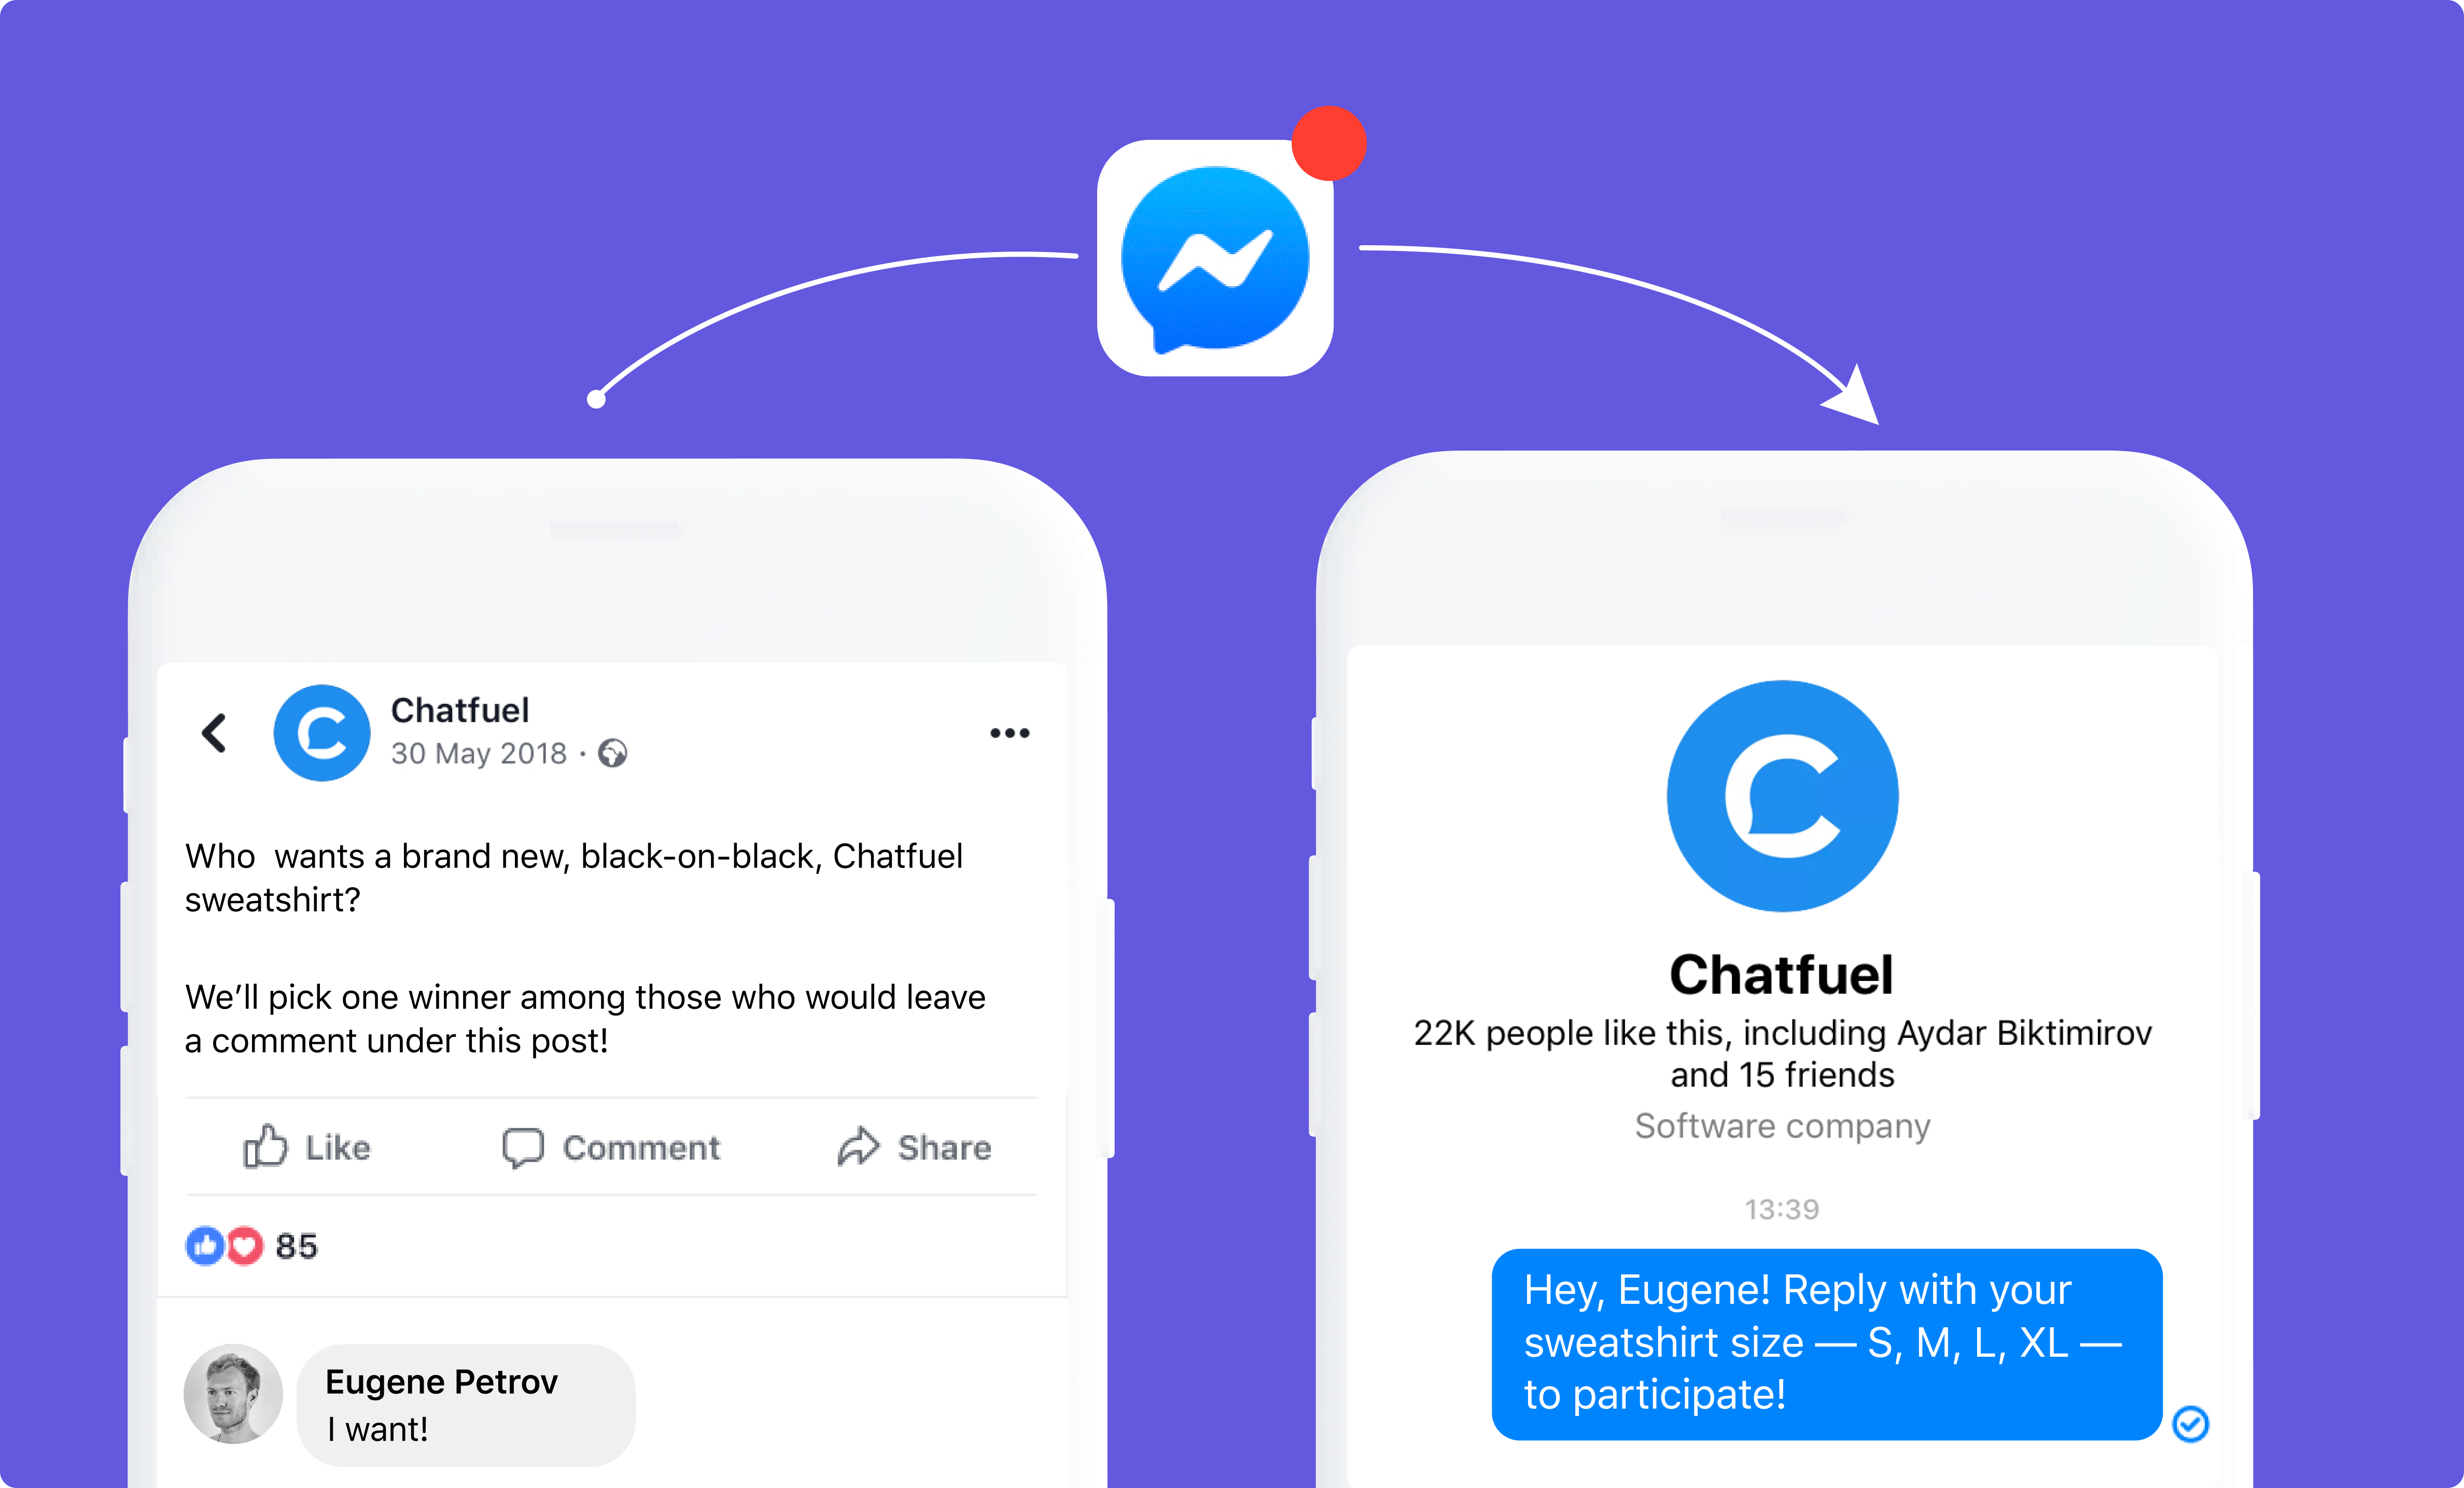 Chatfuel
30 May 2018 ·
Who  wants a brand new, black-on-black, Chatfuel
sweatshirt?
We’ll pick one winner among those who would leave
a comment under this post!
Like
Comment
Share
85
Eugene Petrov
I want!
Chatfuel
22K people like this, including Aydar Biktimirov
and 15 friends
Software company
13:39
Hey, Eugene! Reply with your
sweatshirt size — S, M, L, XL —
to participate!